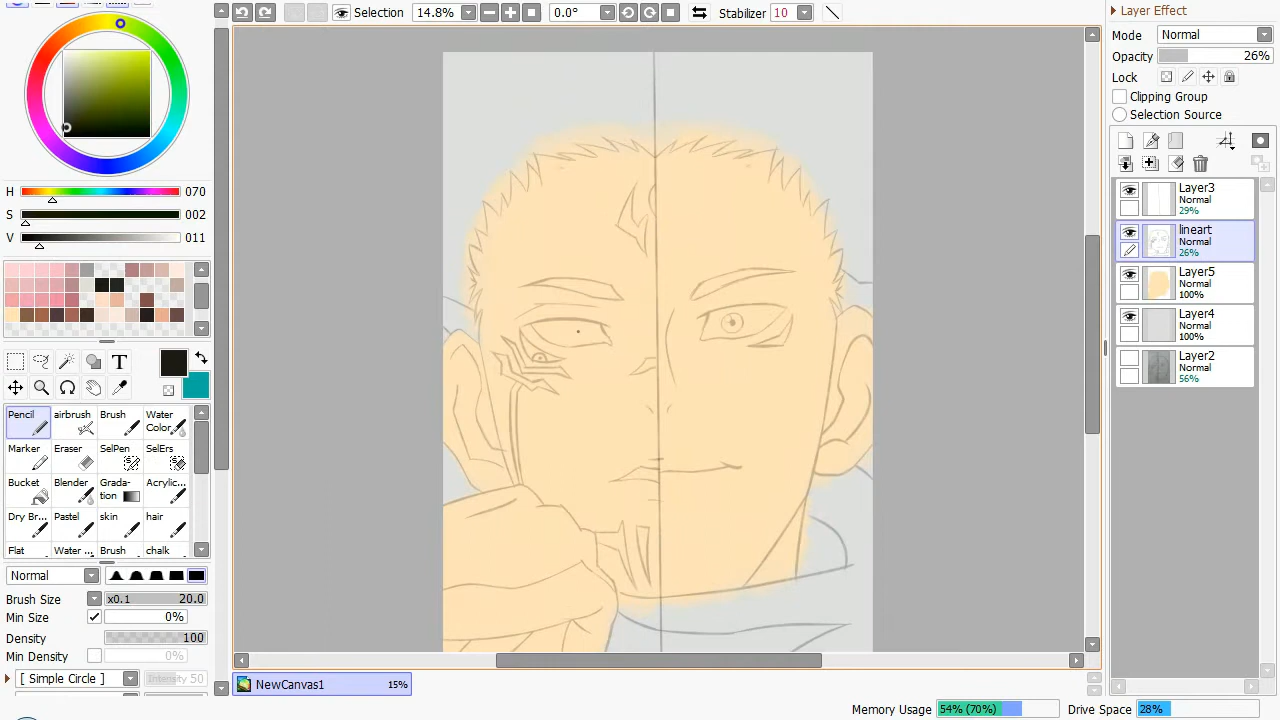 Selection 14.8% 0.0° Stabilizer 10
Layer Effect
Mode Normal
Opacity 26%
Lock
Clipping Group
Selection Source
H 070
S 002
V 011
Layer3
Normal
29%
lineart
Normal
26%
Layer5
Normal
100%
Layer4
Normal
100%
Layer2
Normal
56%
T
Pencil airbrush Brush Water Color
Marker Eraser SelPen SelErs
Bucket Blender Grada-tion Acrylic...
Dry Br... Pastel skin hair
Flat Water ... Brush chalk
Normal
Brush Size x0.1 20.0
Min Size 0%
Density 100
Min Density 0%
[ Simple Circle ] Intensity 50
NewCanvas1 15%
Memory Usage 54% (70%) Drive Space 28%